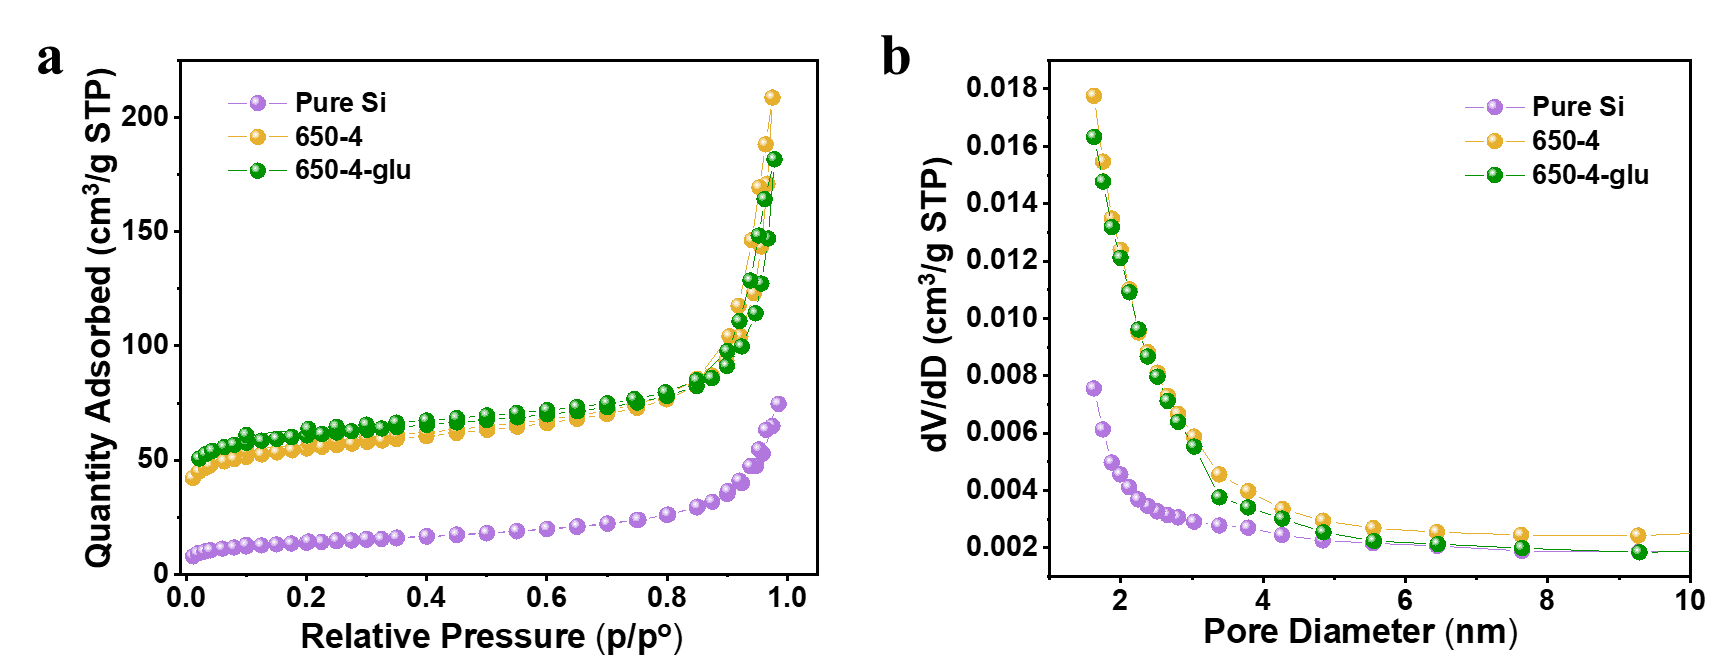 a
Quantity Adsorbed (cm³/g STP)
200
150
100
50
0
Pure Si
650-4
650-4-glu
0.0 0.2 0.4 0.6 0.8 1.0
Relative Pressure (p/pº)
b
dV/dD (cm³/g STP)
0.018
0.016
0.014
0.012
0.010
0.008
0.006
0.004
0.002
Pure Si
650-4
650-4-glu
2 4 6 8 10
Pore Diameter (nm)